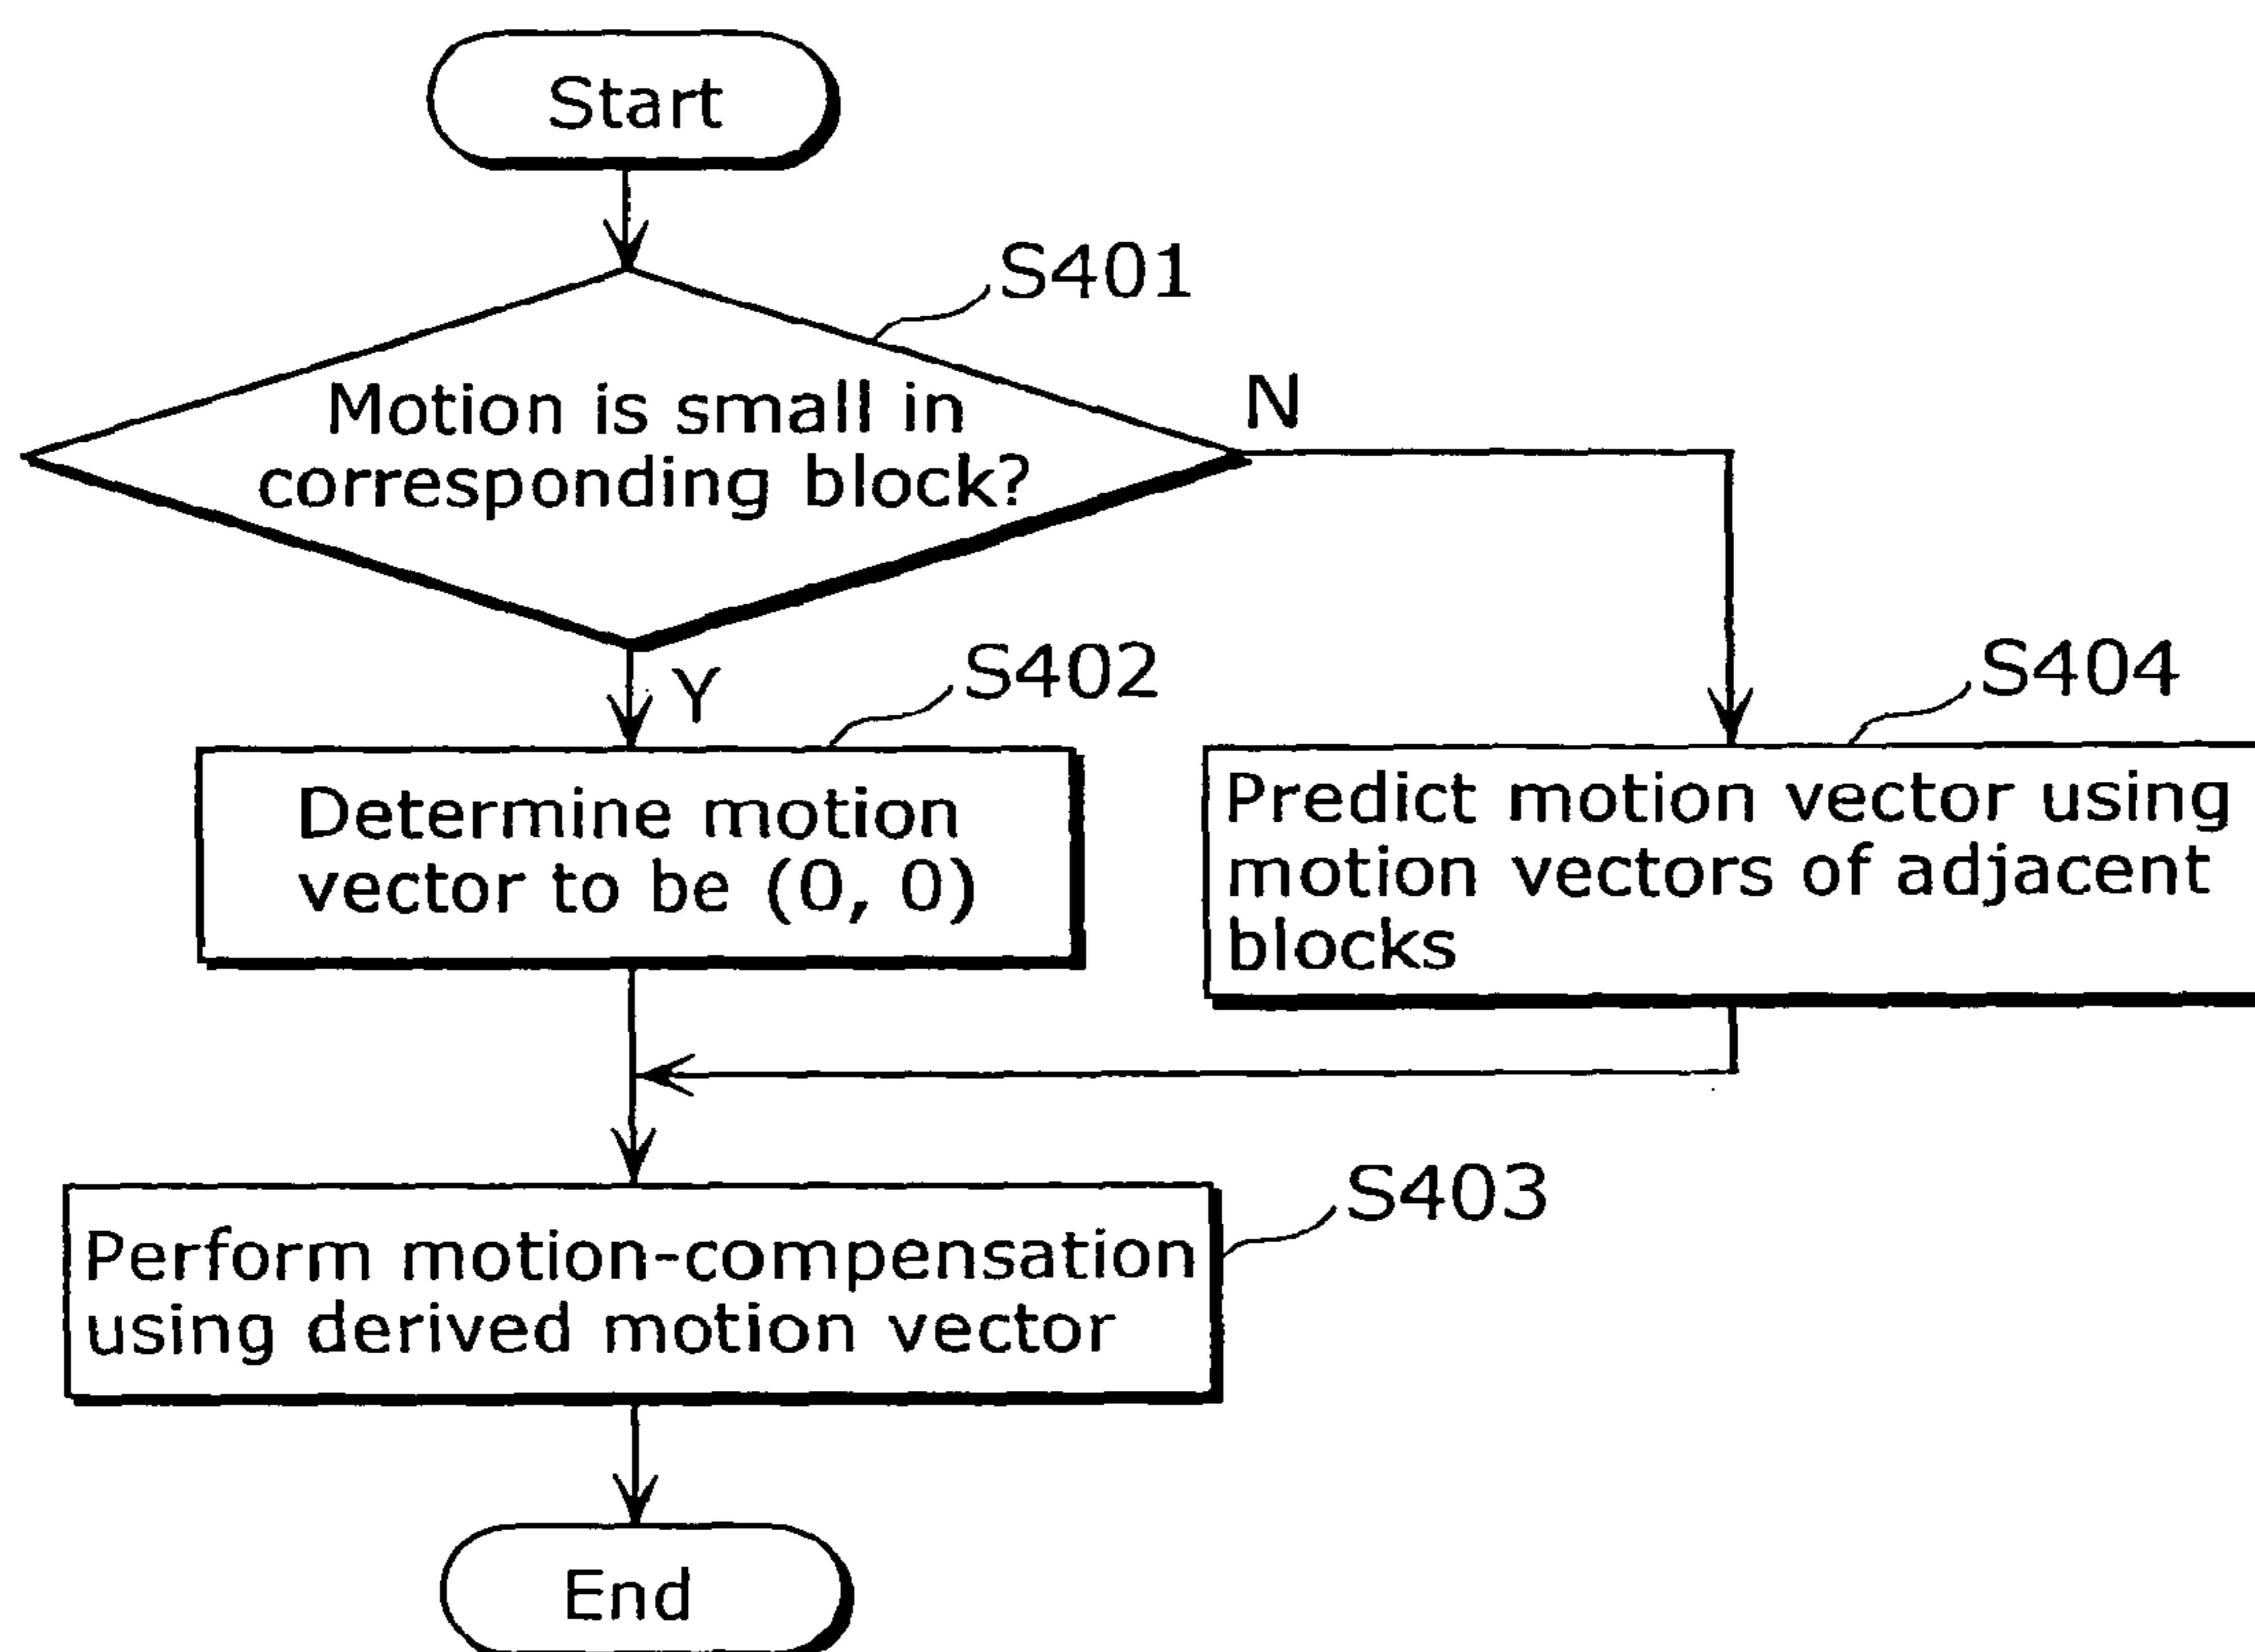 Start
S401
Motion is small in
corresponding block?
N
Y
S402
Determine motion
vector to be (0, 0)
S404
Predict motion vector using
motion vectors of adjacent
blocks
S403
Perform motion-compensation
using derived motion vector
End